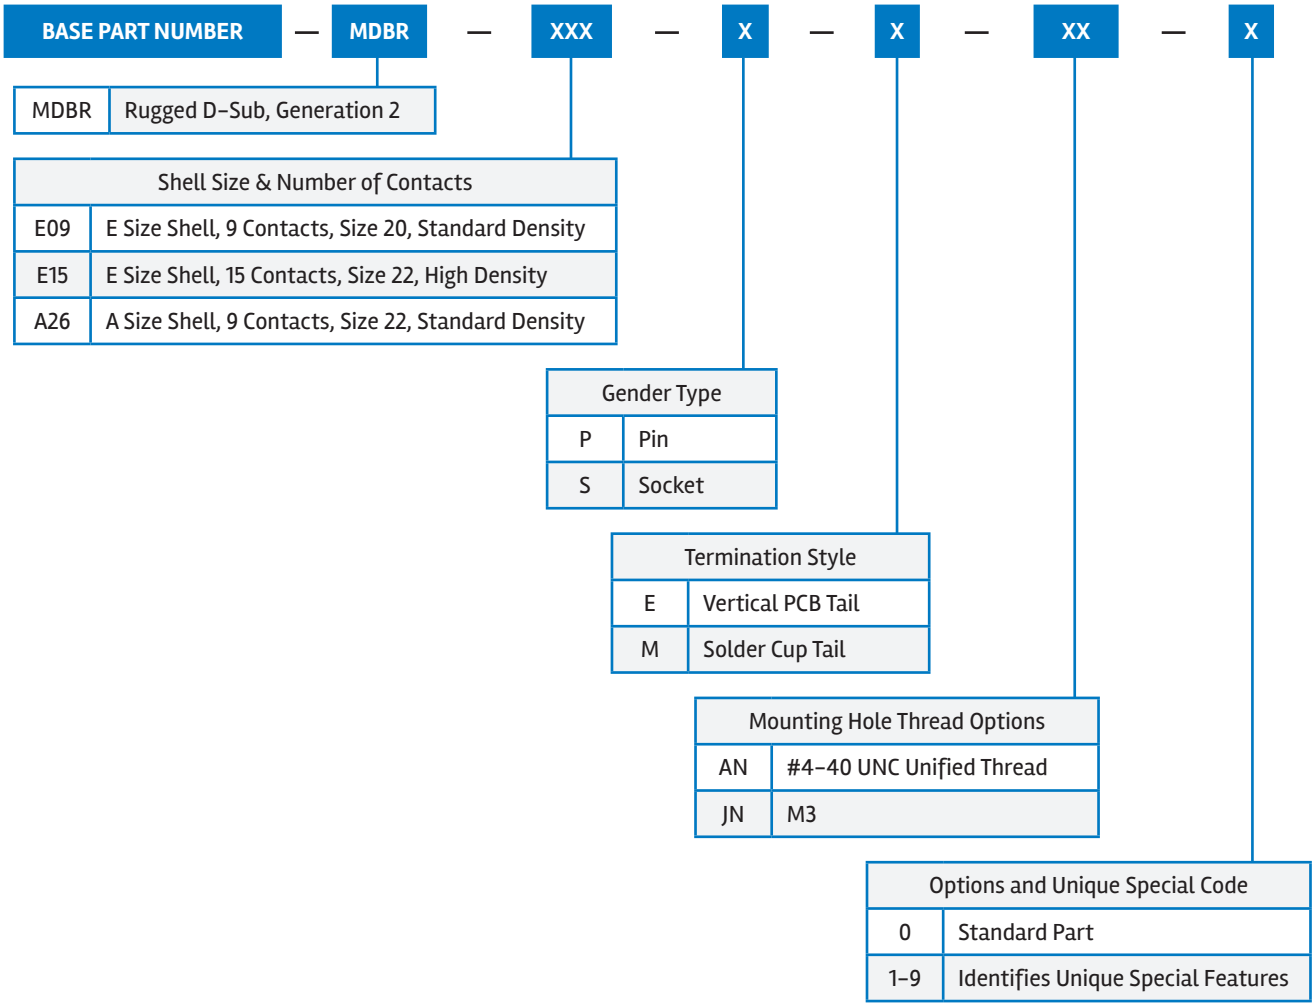 BASE PART NUMBER — MDBR — XXX — X — X — XX — X
MDBR Rugged D-Sub, Generation 2
Shell Size & Number of Contacts
E09 E Size Shell, 9 Contacts, Size 20, Standard Density
E15 E Size Shell, 15 Contacts, Size 22, High Density
A26 A Size Shell, 9 Contacts, Size 22, Standard Density
Gender Type
P Pin
S Socket
Termination Style
E Vertical PCB Tail
M Solder Cup Tail
Mounting Hole Thread Options
AN #4-40 UNC Unified Thread
JN M3
Options and Unique Special Code
0 Standard Part
1-9 Identifies Unique Special Features